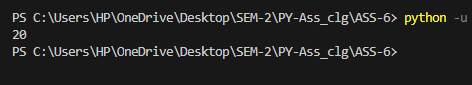 PS C:\Users\HP\OneDrive\Desktop\SEM-2\PY-Ass_clg\ASS-6> python -u
20
PS C:\Users\HP\OneDrive\Desktop\SEM-2\PY-Ass_clg\ASS-6>